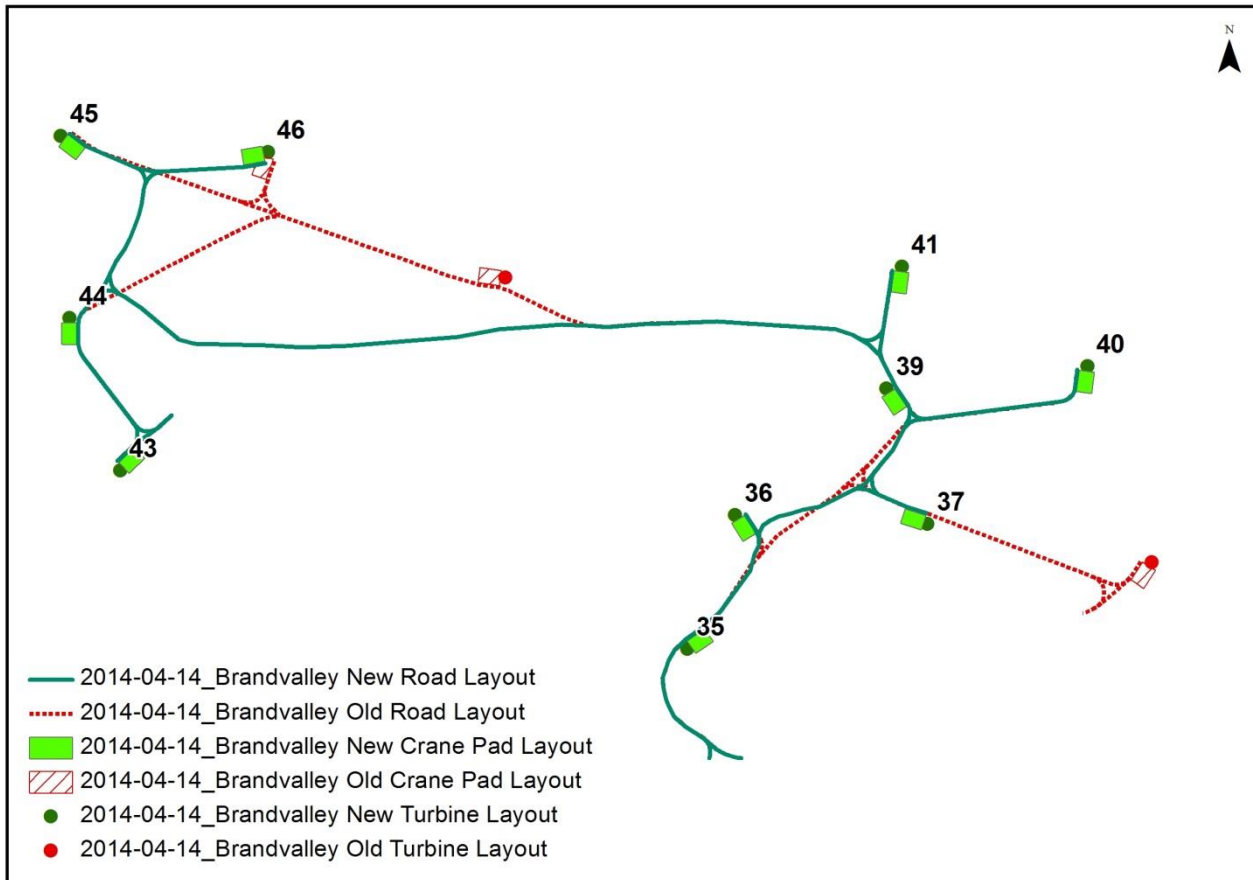 N
45
46
41
44
40
39
43
36
37
35
2014-04-14_Brandvalley New Road Layout
2014-04-14_Brandvalley Old Road Layout
2014-04-14_Brandvalley New Crane Pad Layout
2014-04-14_Brandvalley Old Crane Pad Layout
2014-04-14_Brandvalley New Turbine Layout
2014-04-14_Brandvalley Old Turbine Layout